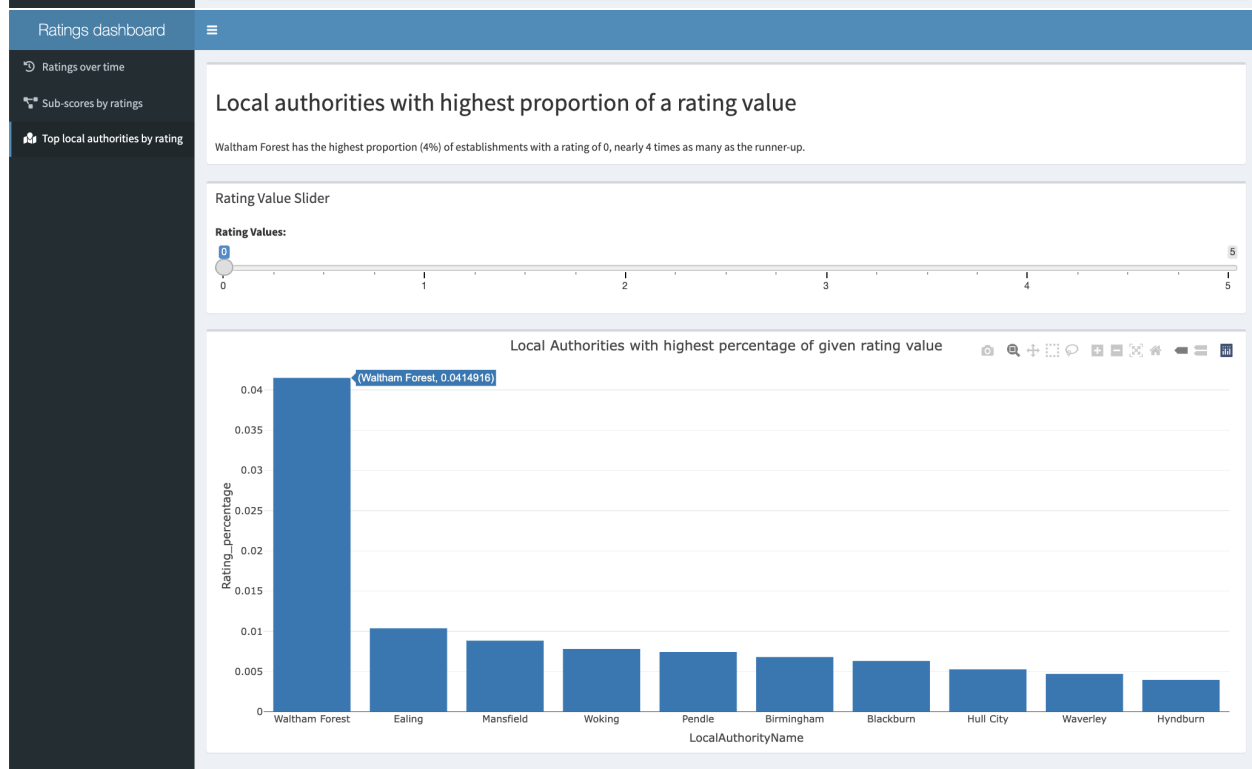 Ratings dashboard
Ratings over time
Sub-scores by ratings
Top local authorities by rating
Local authorities with highest proportion of a rating value
Waltham Forest has the highest proportion (4%) of establishments with a rating of 0, nearly 4 times as many as the runner-up.
Rating Value Slider
Rating Values:
0 5
0 1 2 3 4 5
Local Authorities with highest percentage of given rating value
(Waltham Forest, 0.0414916)
0.04
0.035
0.03
0.025
0.02
0.015
0.01
0.005
0
Rating_percentage
Waltham Forest Ealing Mansfield Woking Pendle Birmingham Blackburn Hull City Waverley Hyndburn
LocalAuthorityName